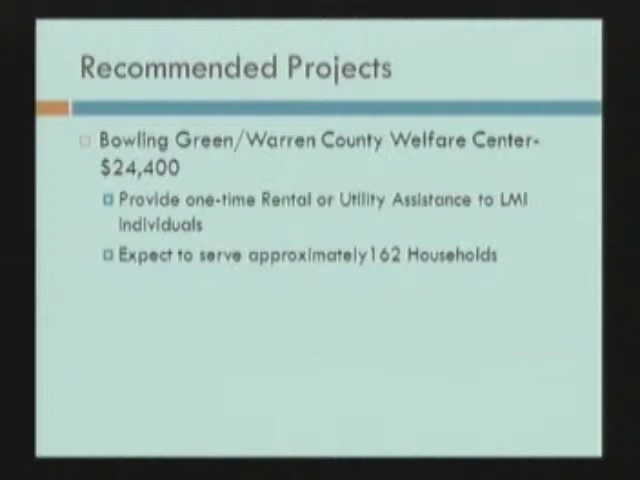 Recommended Projects
Bowling Green/Warren County Welfare Center-
$24,400
Provide one-time Rental or Utility Assistance to LMI
individuals
Expect to serve approximately162 Households